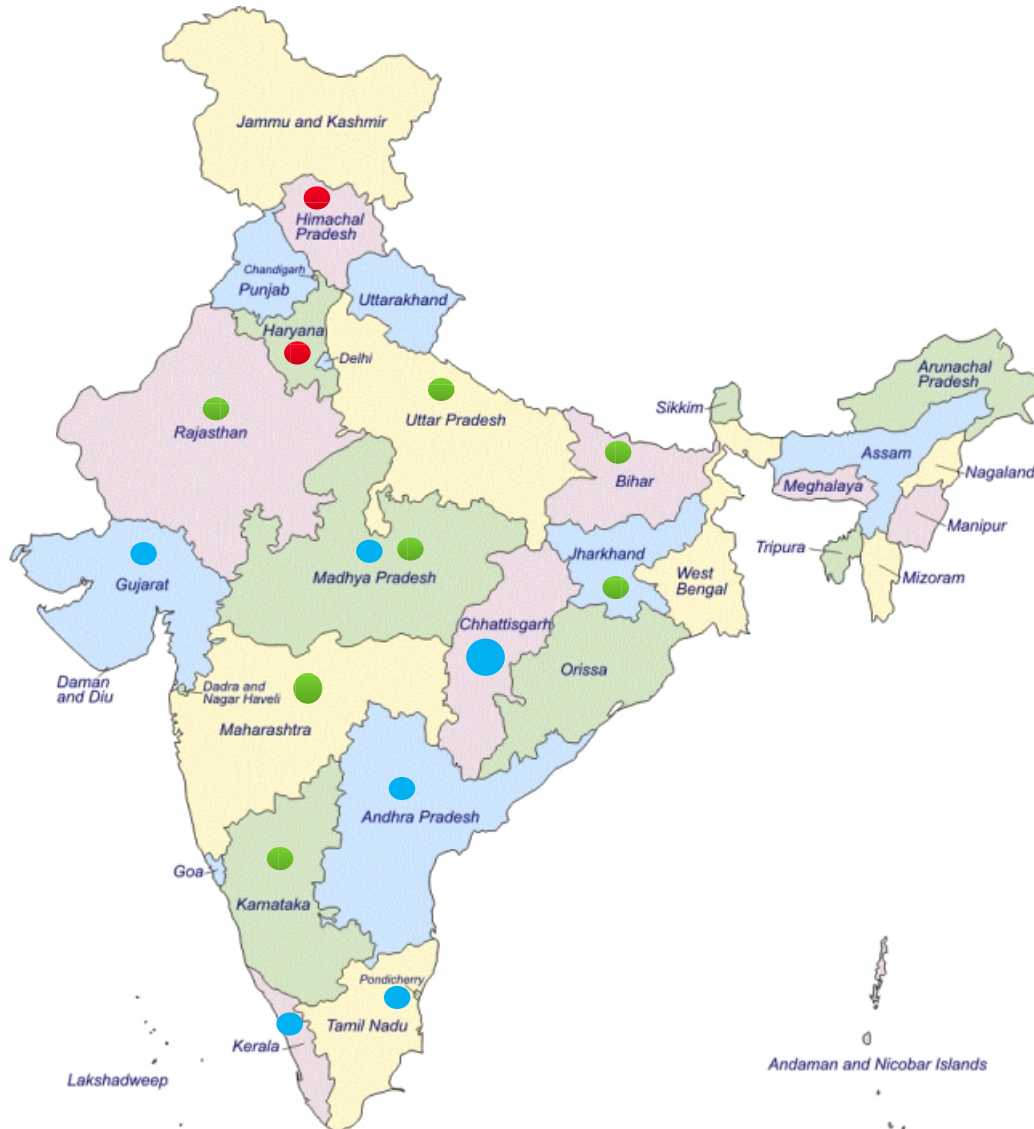 Jammu and Kashmir
Himachal
Pradesh
Chandigarh
Punjab
Uttarakhand
Haryana
Delhi
Arunachal
Pradesh
Sikkim
Uttar Pradesh
Rajasthan
Assam
Nagaland
Bihar
Meghalaya
Manipur
Tripura
Jharkhand
Gujarat
Madhya Pradesh
West
Bengal
Mizoram
Chhattisgarh
Orissa
Daman
and Diu
Dadra and
Nagar Haveli
Maharashtra
Andhra Pradesh
Goa
Karnataka
Pondicherry
Tamil Nadu
Kerala
Lakshadweep
Andaman and Nicobar Islands